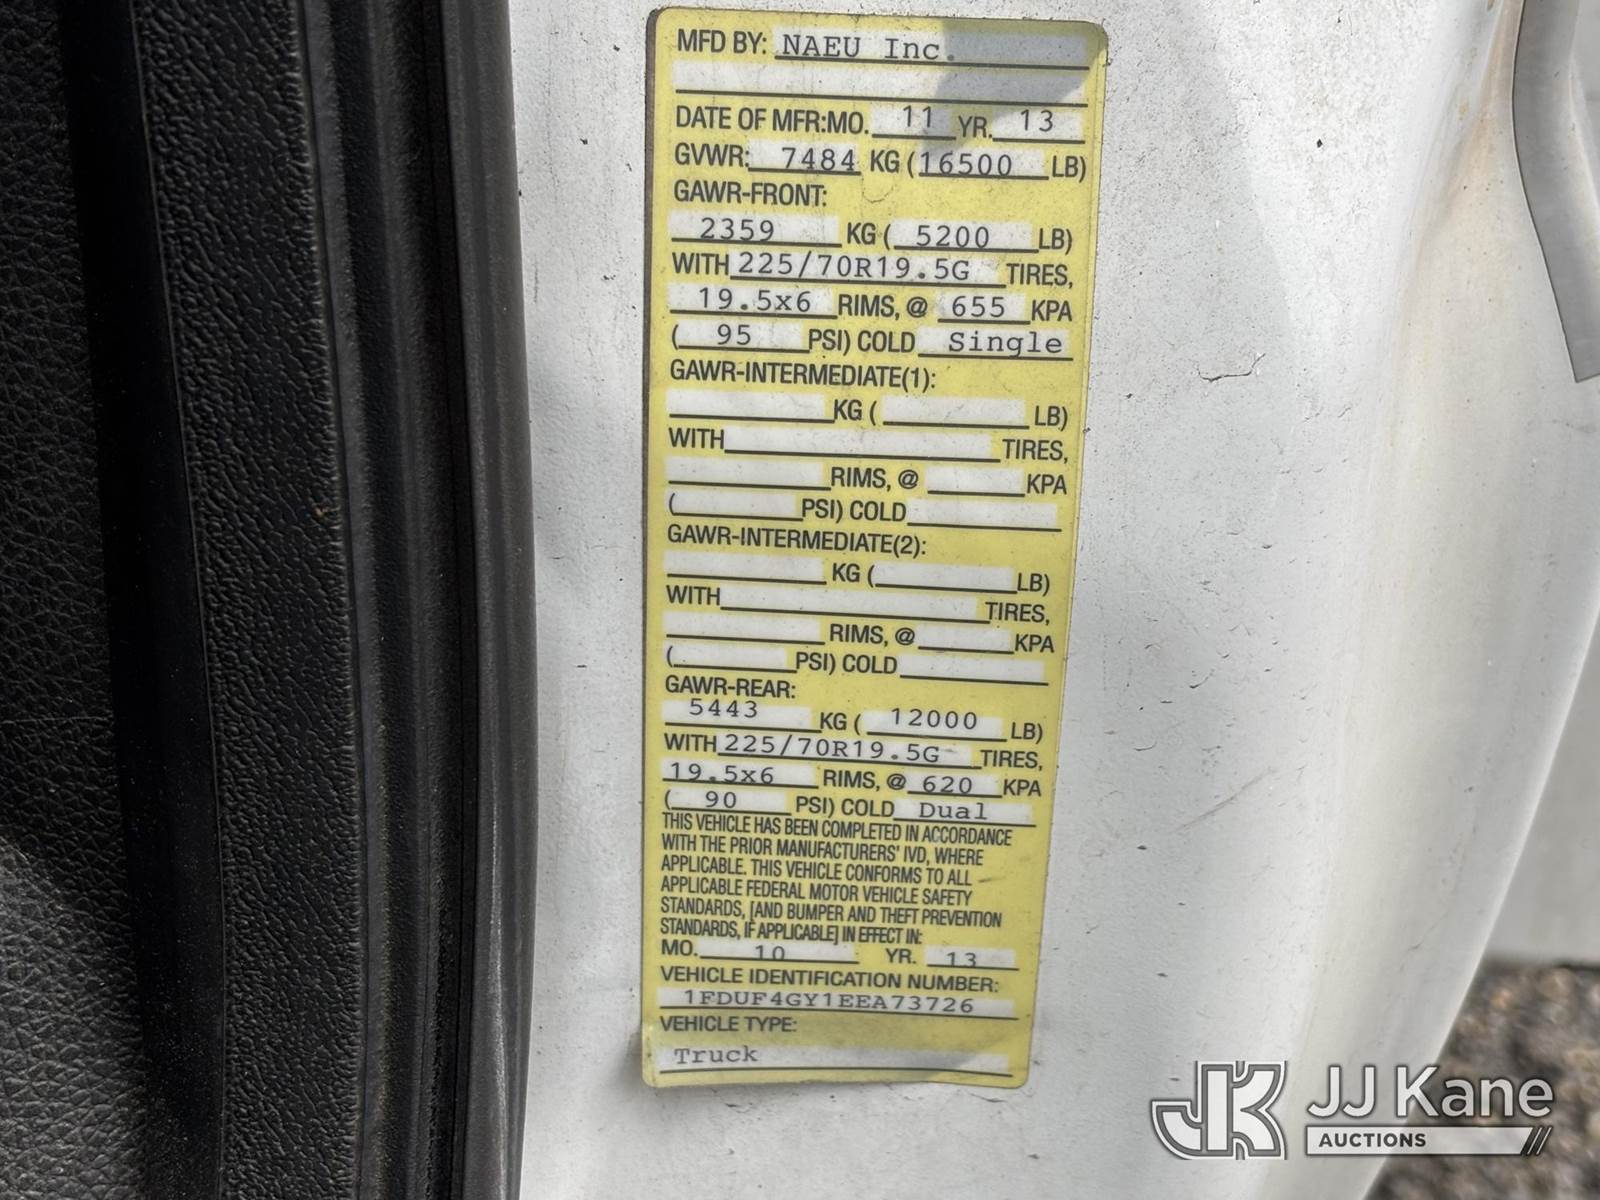 MFD BY: NAEU Inc.
DATE OF MFR:MO. 11 YR. 13
GVWR: 7484 KG (16500 LB)
GAWR-FRONT:
2359 KG ( 5200 LB)
WITH 225/70R19.5G TIRES,
19.5x6 RIMS, @ 655 KPA
( 95 PSI) COLD Single
GAWR-INTERMEDIATE(1):
KG ( LB)
WITH TIRES,
RIMS, @ KPA
( PSI) COLD
GAWR-INTERMEDIATE(2):
KG ( LB)
WITH TIRES,
RIMS, @ KPA
( PSI) COLD
GAWR-REAR:
5443 KG ( 12000 LB)
WITH 225/70R19.5G TIRES,
19.5x6 RIMS, @ 620 KPA
( 90 PSI) COLD Dual
THIS VEHICLE HAS BEEN COMPLETED IN ACCORDANCE
WITH THE PRIOR MANUFACTURERS' IVD, WHERE
APPLICABLE. THIS VEHICLE CONFORMS TO ALL
APPLICABLE FEDERAL MOTOR VEHICLE SAFETY
STANDARDS, [AND BUMPER AND THEFT PREVENTION
STANDARDS, IF APPLICABLE] IN EFFECT IN:
MO. 10 YR. 13
VEHICLE IDENTIFICATION NUMBER:
1FDUF4GY1EEA73726
VEHICLE TYPE:
Truck
JK JJ Kane
AUCTIONS